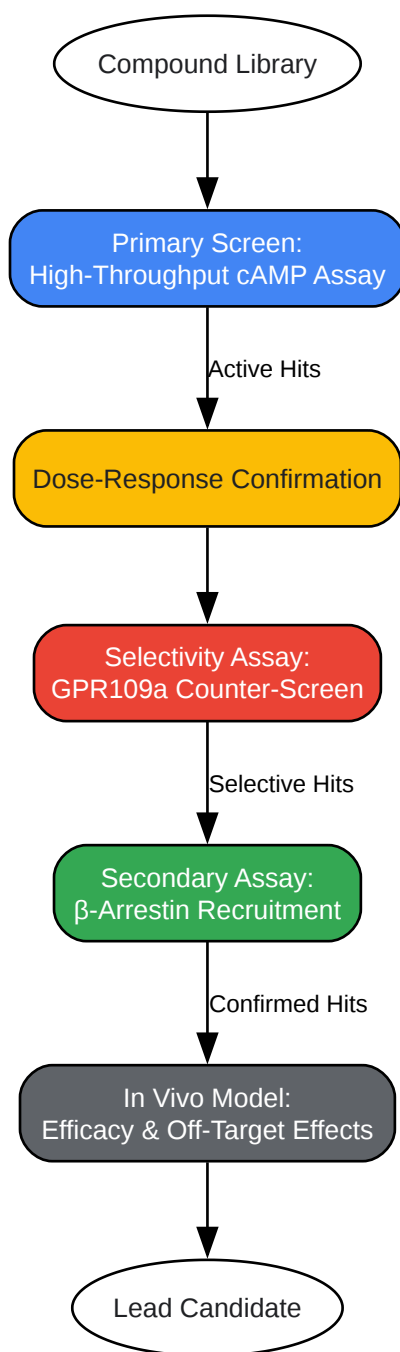 Compound Library
Primary Screen:
High-Throughput cAMP Assay
Active Hits
Dose-Response Confirmation
Selectivity Assay:
GPR109a Counter-Screen
Selective Hits
Secondary Assay:
β-Arrestin Recruitment
Confirmed Hits
In Vivo Model:
Efficacy & Off-Target Effects
Lead Candidate